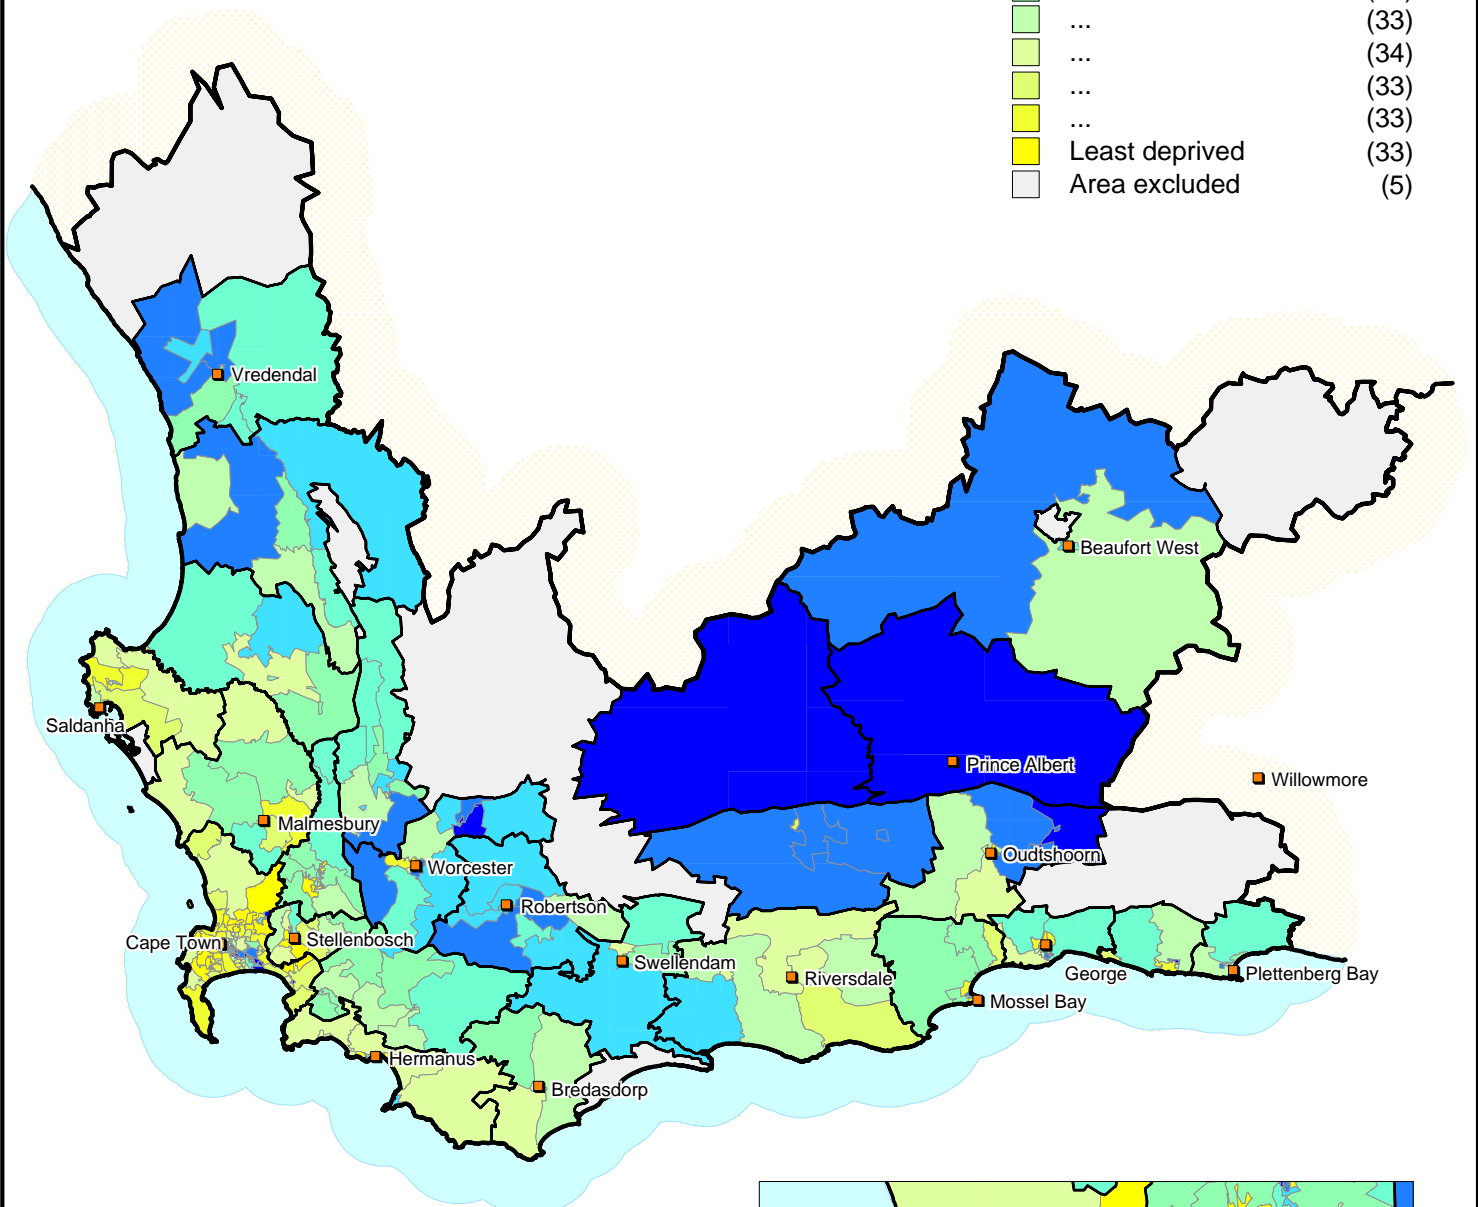 ... (33)
... (34)
... (33)
... (33)
Least deprived (33)
Area excluded (5)
Vredendal
Beaufort West
Saldanha
Prince Albert
Willowmore
Malmesbury
Oudtshoorn
Worcester
Robertson
Cape Town
Stellenbosch
Swellendam
Riversdale
George
Plettenberg Bay
Mossel Bay
Hermanus
Bredasdorp